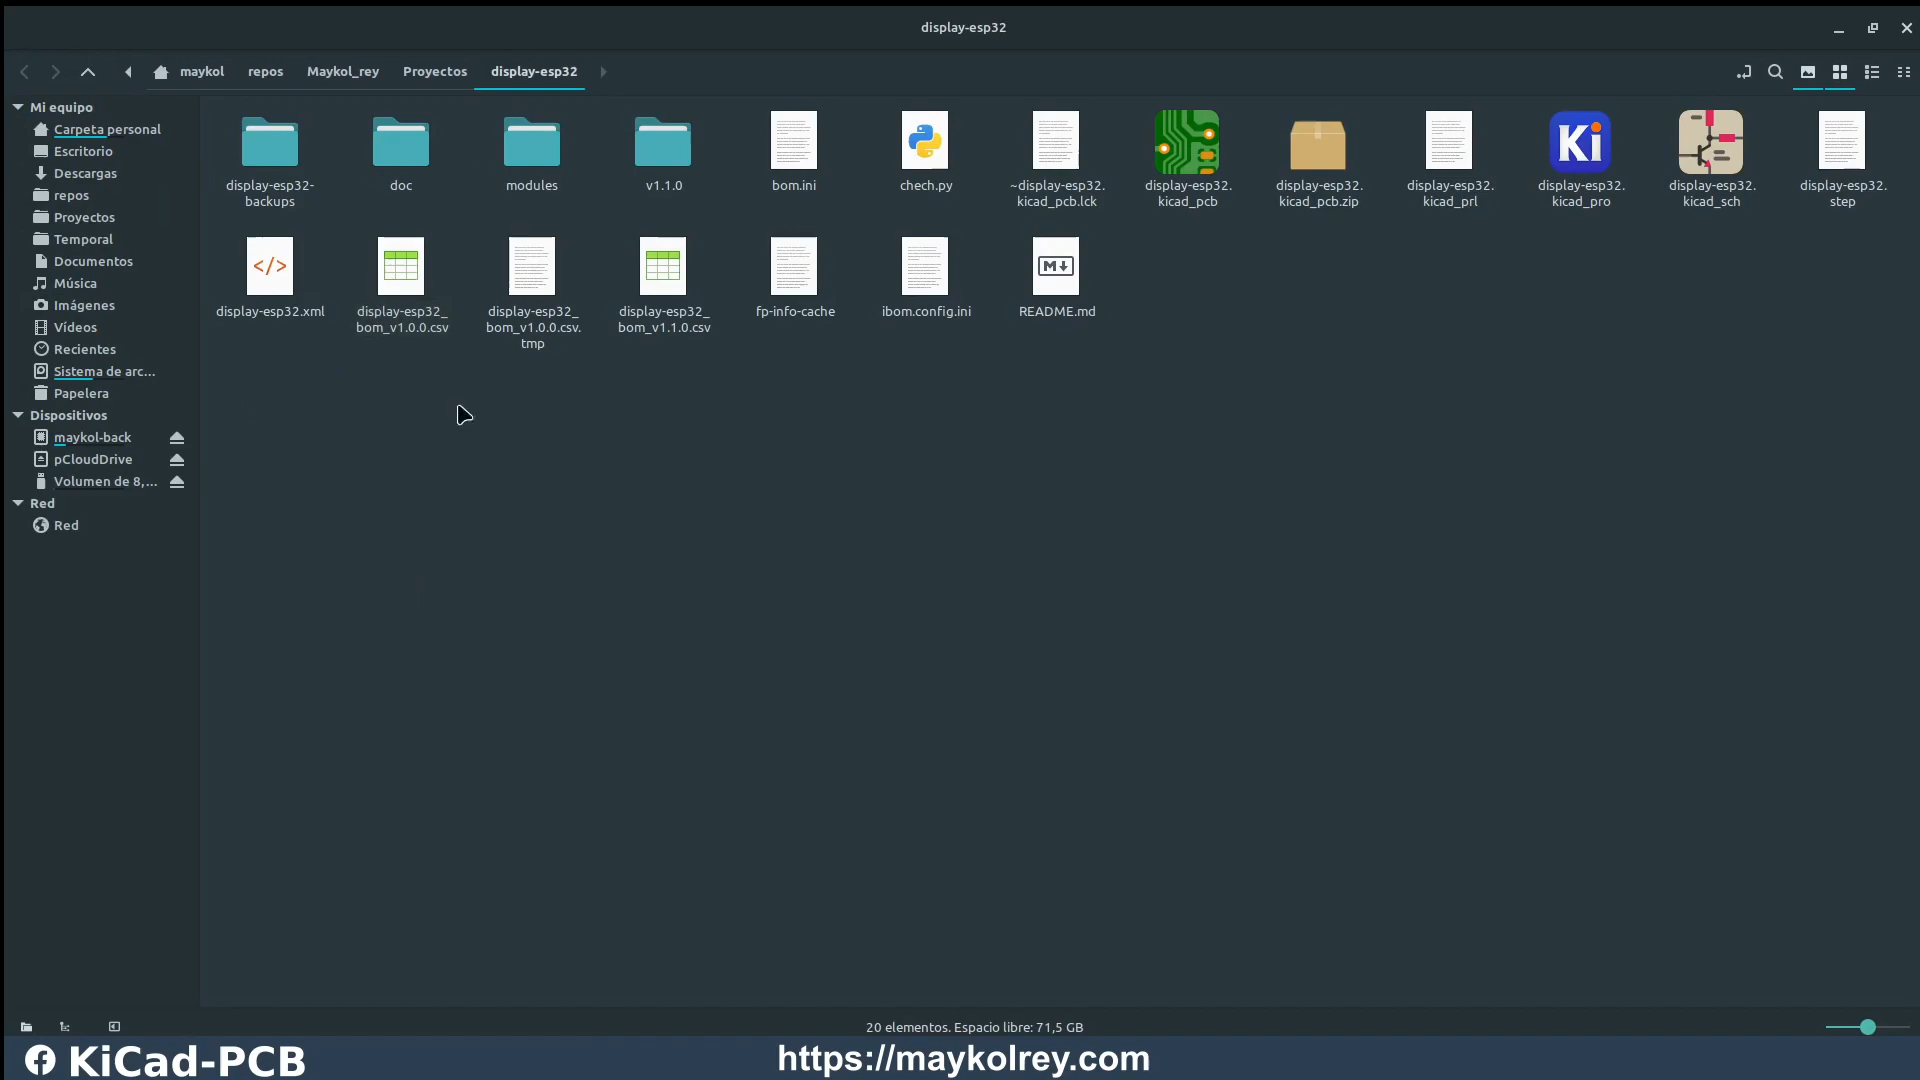 display-esp32
maykol repos Maykol_rey Proyectos display-esp32
Mi equipo
Carpeta personal
Escritorio
Descargas
repos
Proyectos
Temporal
Documentos
Música
Imágenes
Vídeos
Recientes
Sistema de arc...
Papelera
Dispositivos
maykol-back
pCloudDrive
Volumen de 8,...
Red
Red
display-esp32-
backups
doc
modules
v1.1.0
bom.ini
chech.py
~display-esp32.
kicad_pcb.lck
display-esp32.
kicad_pcb
display-esp32.
kicad_pcb.zip
display-esp32.
kicad_prl
Ki
display-esp32.
kicad_pro
display-esp32.
kicad_sch
display-esp32.
step
</>
display-esp32.xml
display-esp32_
bom_v1.0.0.csv
display-esp32_
bom_v1.0.0.csv.
tmp
display-esp32_
bom_v1.1.0.csv
fp-info-cache
ibom.config.ini
M
README.md
20 elementos. Espacio libre: 71,5 GB
KiCad-PCB
https://maykolrey.com